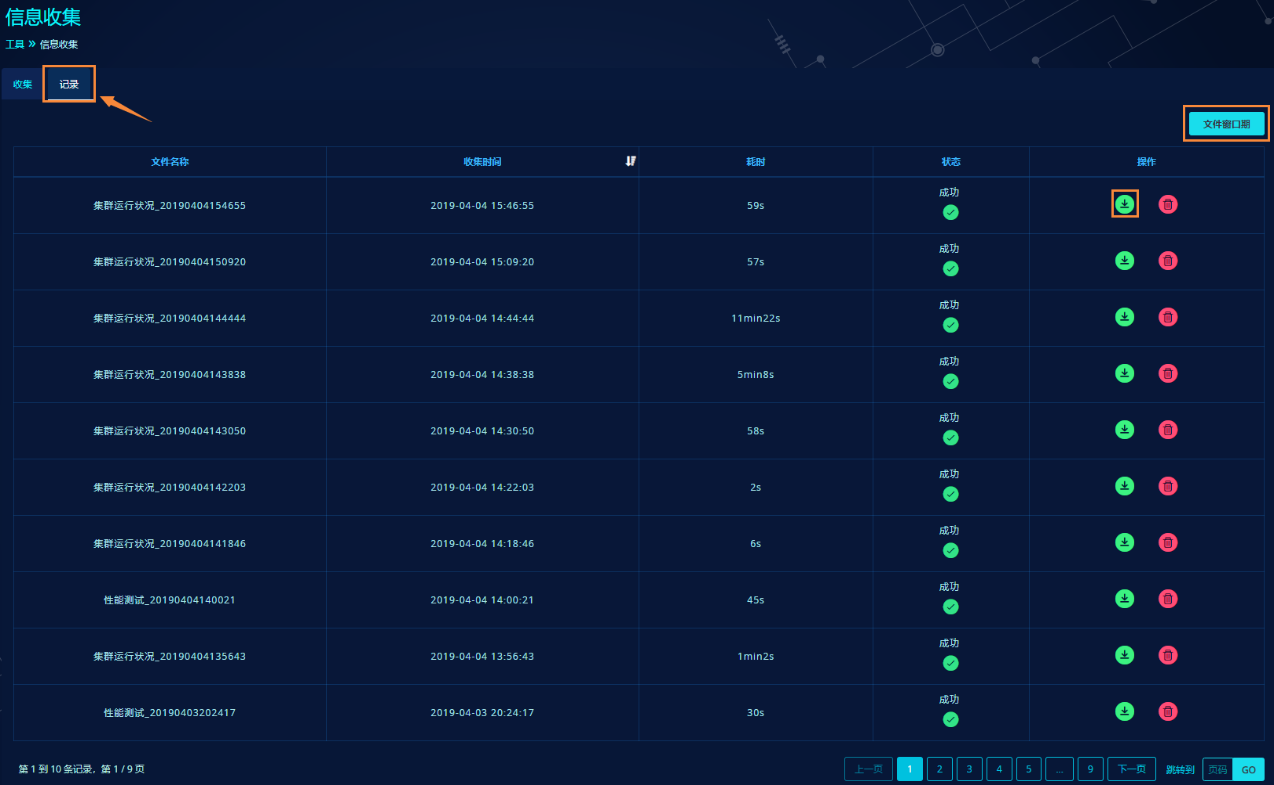 信息收集
工具 » 信息收集
收集 记录
文件窗口期
文件名称 收集时间 耗时 状态 操作
集群运行状况_20190404154655 2019-04-04 15:46:55 59s 成功
集群运行状况_20190404150920 2019-04-04 15:09:20 57s 成功
集群运行状况_20190404144444 2019-04-04 14:44:44 11min22s 成功
集群运行状况_20190404143838 2019-04-04 14:38:38 5min8s 成功
集群运行状况_20190404143050 2019-04-04 14:30:50 58s 成功
集群运行状况_20190404142203 2019-04-04 14:22:03 2s 成功
集群运行状况_20190404141846 2019-04-04 14:18:46 6s 成功
性能测试_20190404140021 2019-04-04 14:00:21 45s 成功
集群运行状况_20190404135643 2019-04-04 13:56:43 1min2s 成功
性能测试_20190403202417 2019-04-03 20:24:17 30s 成功
第 1 到 10 条记录，第 1 / 9 页 上一页 1 2 3 4 5 ... 9 下一页 跳转到 页码 GO